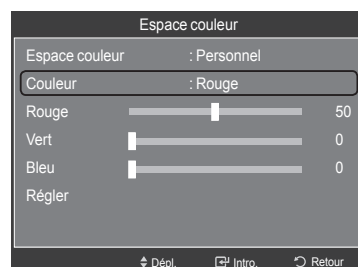 Espace couleur
Espace couleur : Personnel
Couleur : Rouge
Rouge 50
Vert 0
Bleu 0
Régler
Dépl. Intro. Retour